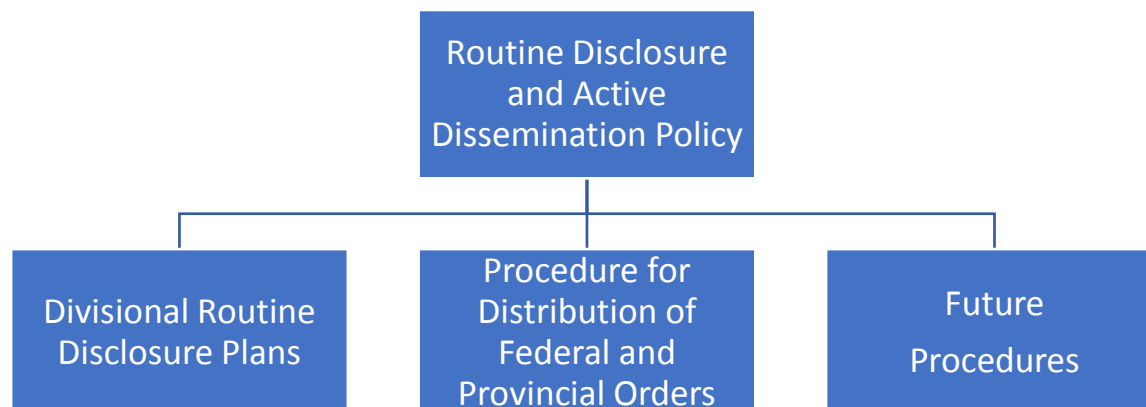 Routine Disclosure
and Active
Dissemination Policy
Divisional Routine
Disclosure Plans
Procedure for
Distribution of
Federal and
Provincial Orders
Future
Procedures